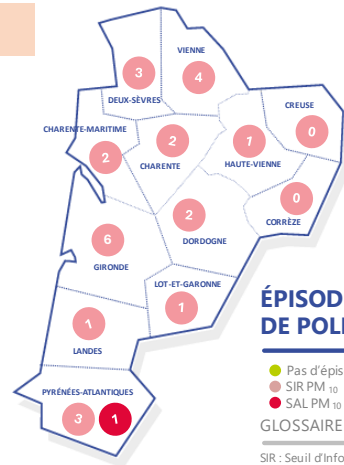 VIENNE
3
4
DEUX-SÈVRES
CREUSE
CHARENTE-MARITIME
2
1
0
2
CHARENTE
HAUTE-VIENNE
0
2
CORRÈZE
6
DORDOGNE
GIRONDE
LOT-ET-GARONNE
1
ÉPISOD
1
DE POL
LANDES
Pas d'épis
PYRÉNÉES-ATLANTIQUES
SIR PM 10
3
1
SAL PM 10
GLOSSAIRE
SIR : Seuil d'Info